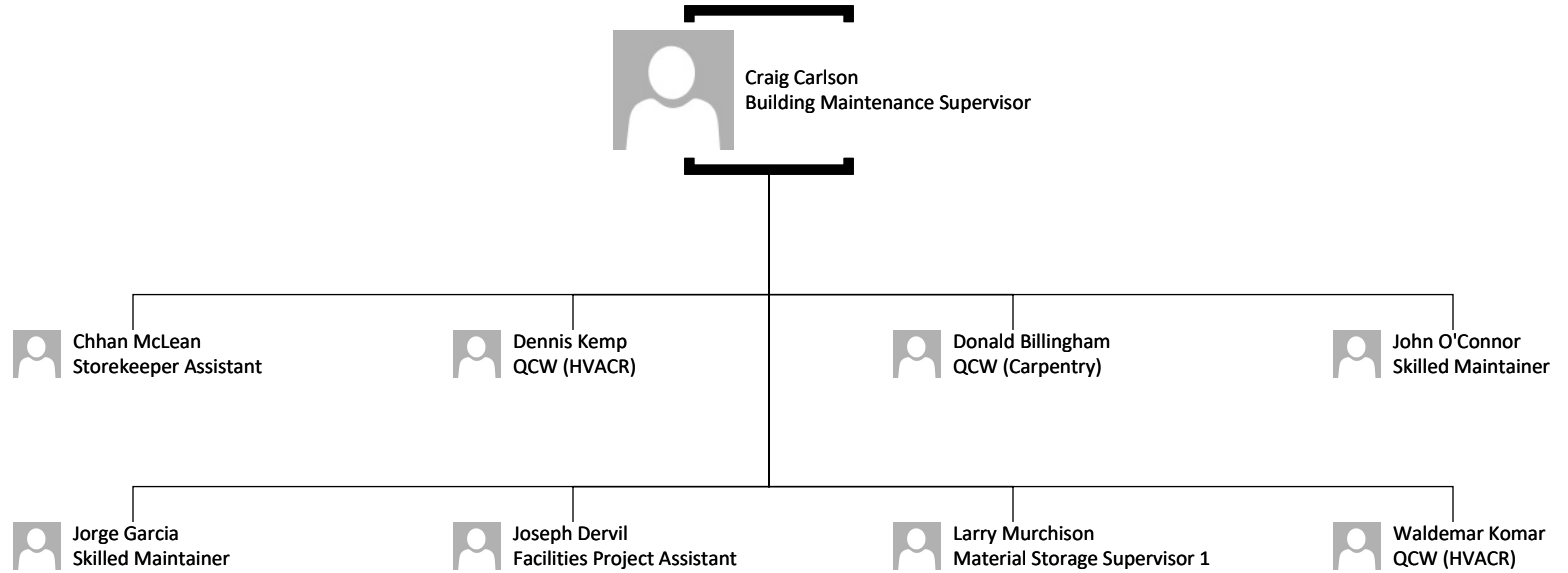 Craig Carlson
Building Maintenance Supervisor
Chhan McLean
Storekeeper Assistant
Dennis Kemp
QCW (HVACR)
Donald Billingham
QCW (Carpentry)
John O'Connor
Skilled Maintainer
Jorge Garcia
Skilled Maintainer
Joseph Dervil
Facilities Project Assistant
Larry Murchison
Material Storage Supervisor 1
Waldemar Komar
QCW (HVACR)